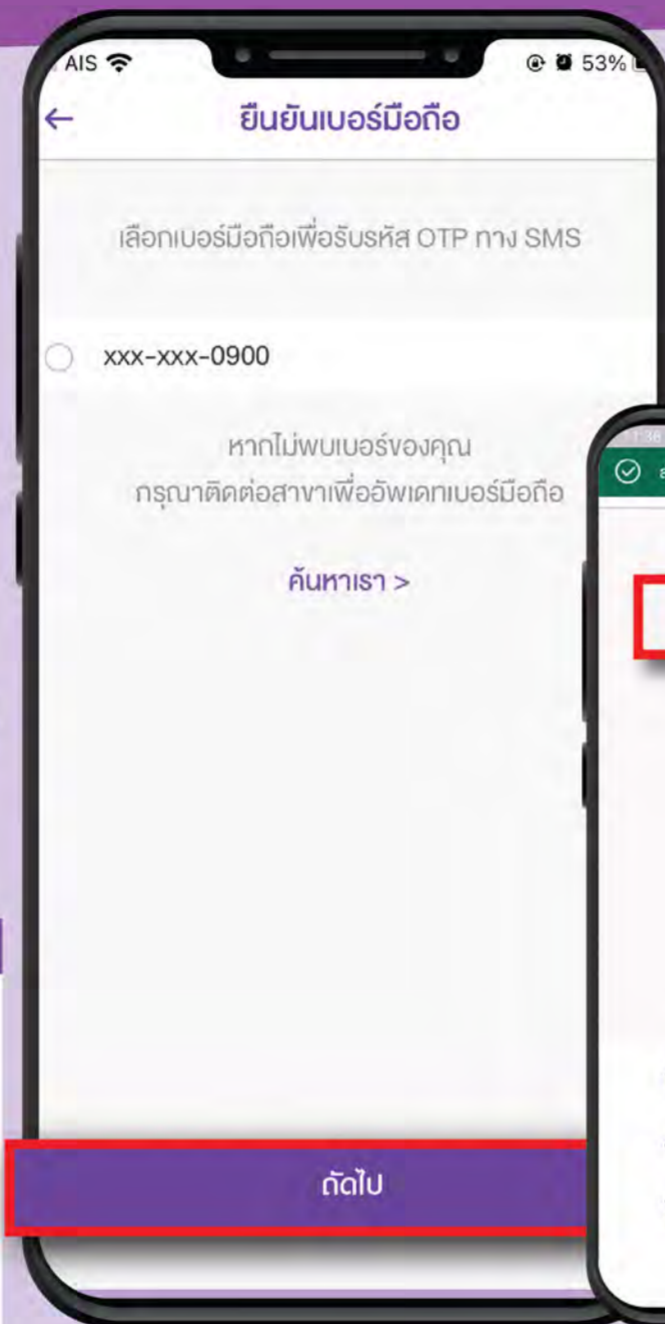 AIS
53%
ยืนยันเบอร์มือถือ
เลือกเบอร์มือถือเพื่อรับรหัส OTP ทาง SMS
xxx-xxx-0900
หากไม่พบเบอร์ของคุณ
กรุณาติดต่อสาขาเพื่ออัพเดทเบอร์มือถือ
ค้นหาเรา >
ถัดไป
1:36